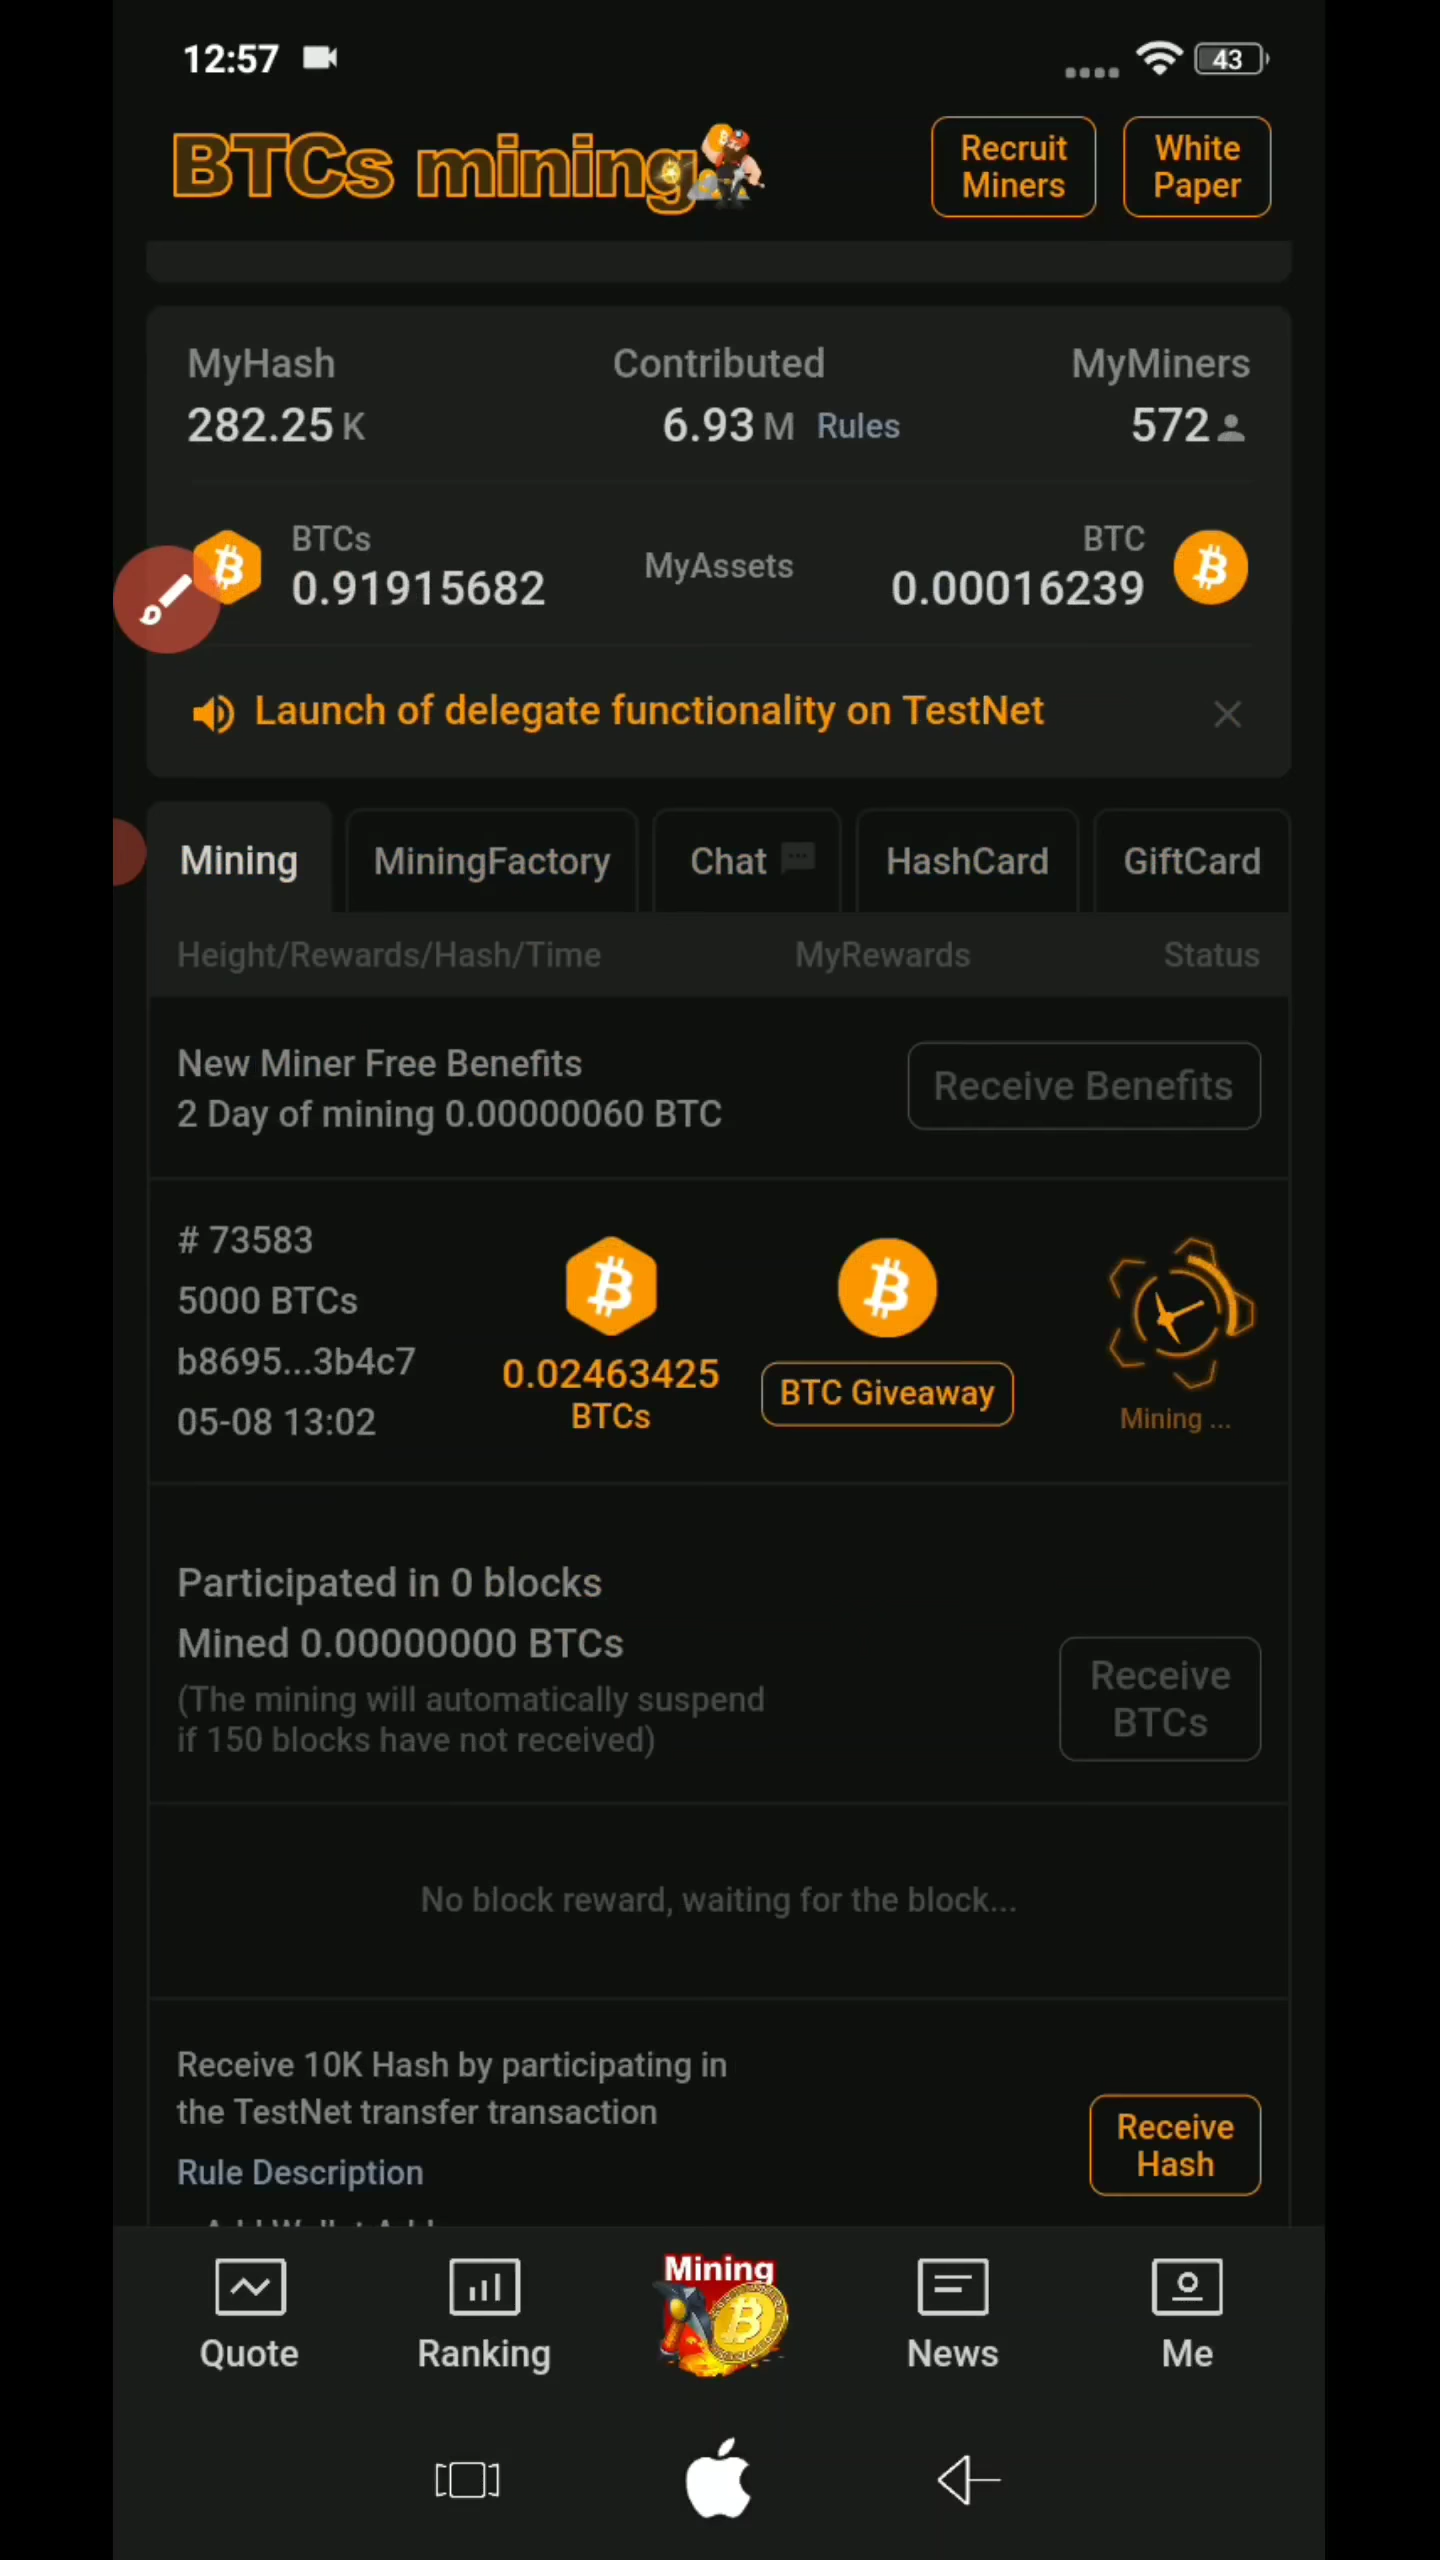 12:57
43
BTCs mining
Recruit
Miners
White
Paper
MyHash
Contributed
MyMiners
282.25 K
6.93 M Rules
572
BTCs
0.91915682
MyAssets
BTC
0.00016239
Launch of delegate functionality on TestNet
Mining
MiningFactory
Chat
HashCard
GiftCard
Height/Rewards/Hash/Time
MyRewards
Status
New Miner Free Benefits
2 Day of mining 0.00000060 BTC
Receive Benefits
# 73583
5000 BTCs
b8695...3b4c7
05-08 13:02
0.02463425
BTCs
BTC Giveaway
Mining ...
Participated in 0 blocks
Mined 0.00000000 BTCs
(The mining will automatically suspend
if 150 blocks have not received)
Receive
BTCs
No block reward, waiting for the block...
Receive 10K Hash by participating in
the TestNet transfer transaction
Rule Description
Receive
Hash
Mining
Quote
Ranking
News
Me